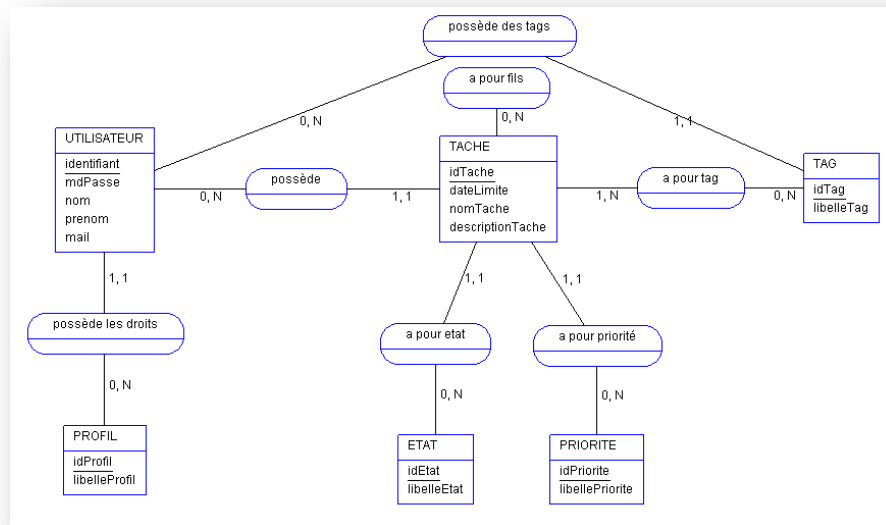 possède des tags
a pour fils
0, N
0, N
1, 1
UTILISATEUR
identifiant
mdPasse
nom
prenom
mail
possède
0, N
1, 1
TACHE
idTache
dateLimite
nomTache
descriptionTache
a pour tag
1, N
0, N
TAG
idTag
libelleTag
1, 1
1, 1
1, 1
possède les droits
a pour etat
a pour priorité
0, N
0, N
0, N
PROFIL
idProfil
libelleProfil
ETAT
idEtat
libelleEtat
PRIORITE
idPriorite
libellePriorite